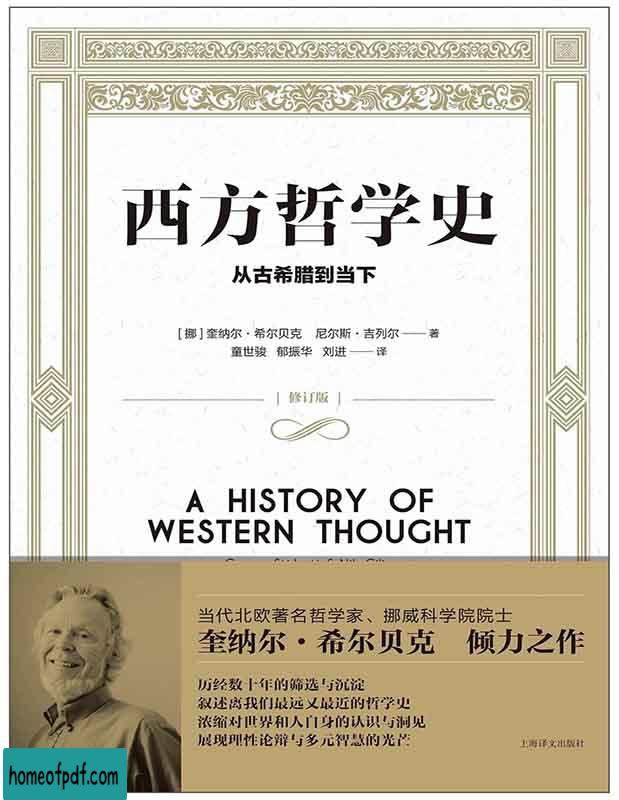 西方哲学史
从古希腊到当下
[挪]奎纳尔·希尔贝克 尼尔斯·吉列尔——著
童世骏 郁振华 刘进——译
修订版
A HISTORY OF
WESTERN THOUGHT
当代北欧著名哲学家、挪威科学院院士
奎纳尔·希尔贝克 倾力之作
历经数十年的筛选与沉淀
叙述离我们最远又最近的哲学史
浓缩对世界和人自身的认识与洞见
展现理性论辩与多元智慧的光芒
上海译文出版社
homeofpdf.com